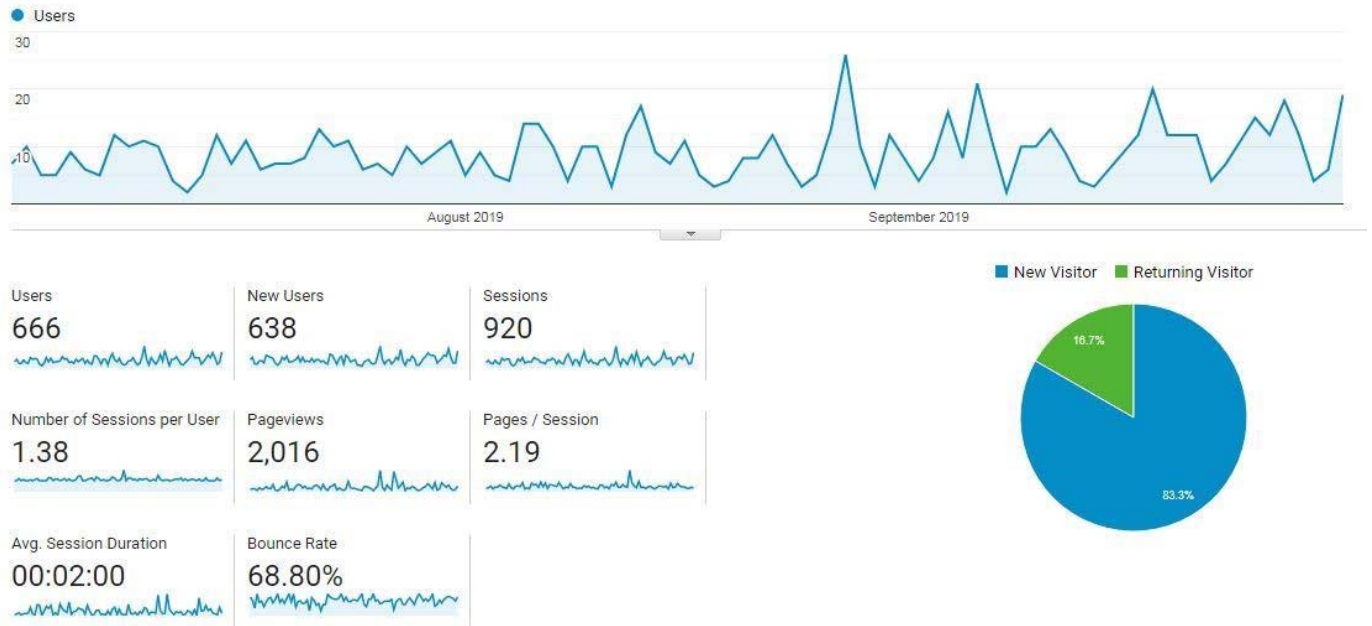 Users
30
20
10
August 2019
September 2019
New Visitor
Returning Visitor
Users
New Users
Sessions
666
638
920
Number of Sessions per User
Pageviews
Pages / Session
1.38
2,016
2.19
Avg. Session Duration
Bounce Rate
00:02:00
68.80%
16.7%
83.3%